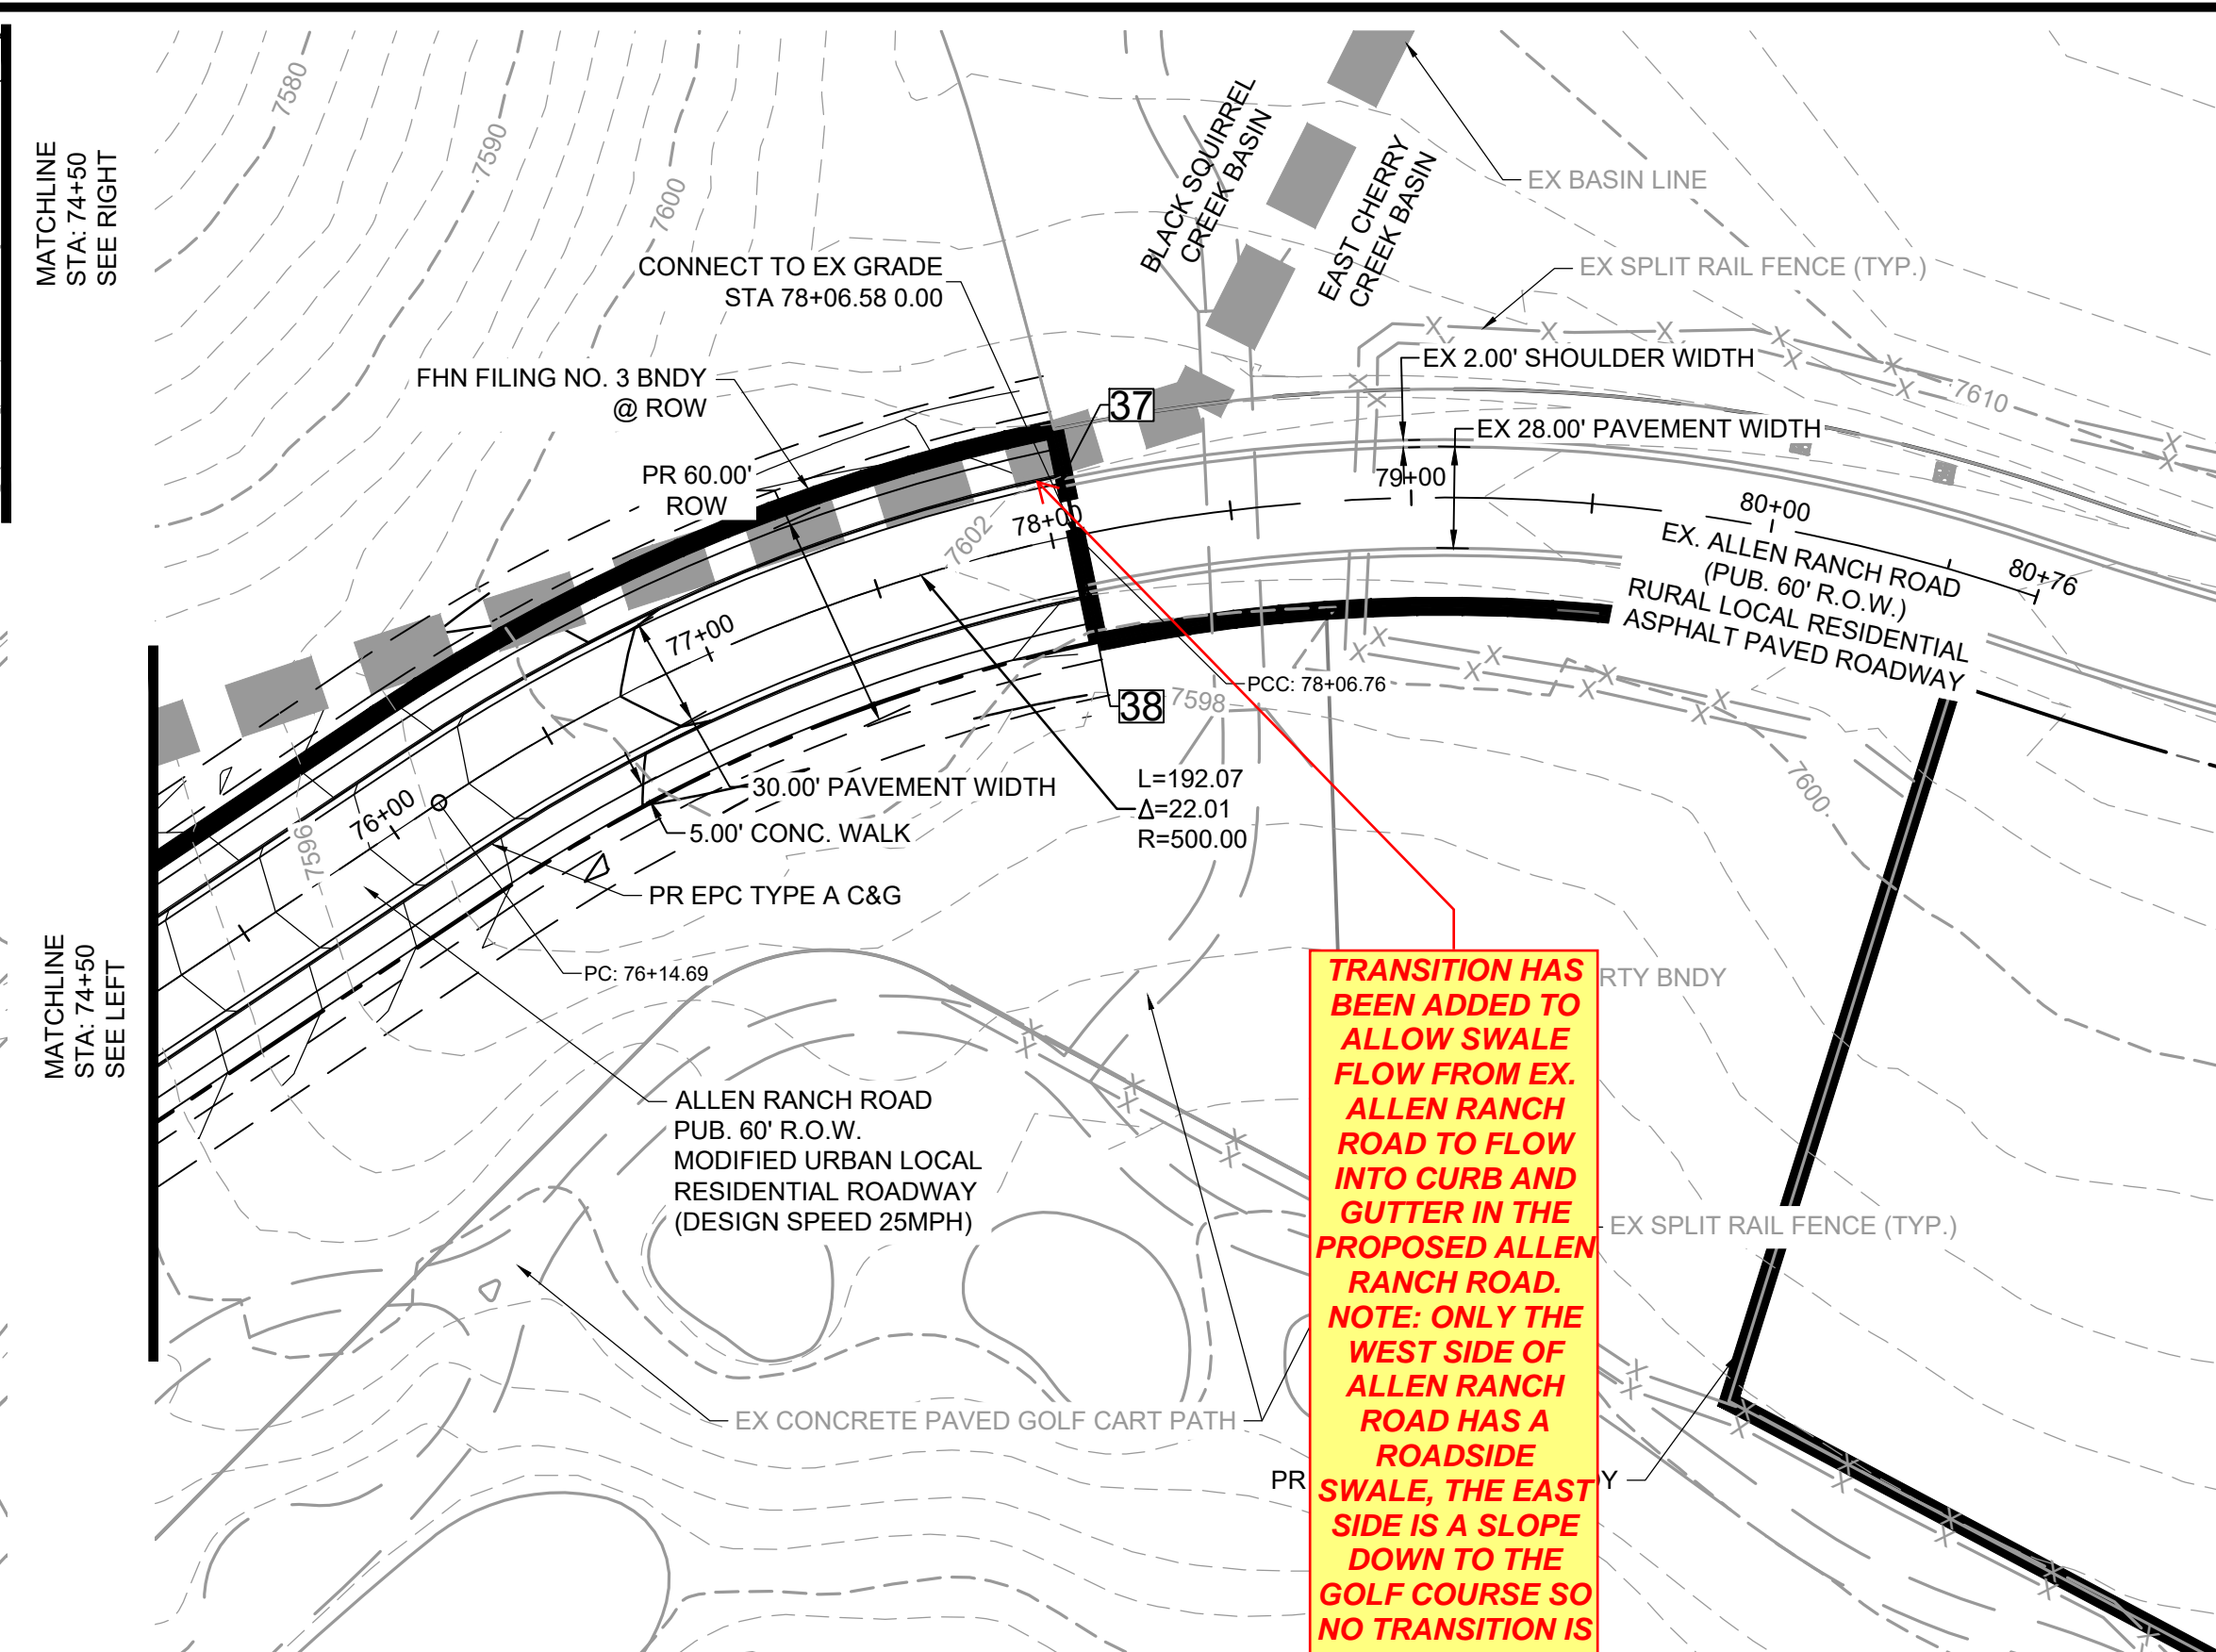 MATCHLINE
STA: 74+50
SEE RIGHT
7580
7590
7600
BLACK SQUIRREL
CREEK BASIN
EAST CHERRY
CREEK BASIN
EX BASIN LINE
CONNECT TO EX GRADE
STA 78+06.58 0.00
EX SPLIT RAIL FENCE (TYP.)
EX 2.00' SHOULDER WIDTH
FHN FILING NO. 3 BNDY
@ ROW
37
7610
EX 28.00' PAVEMENT WIDTH
PR 60.00'
ROW
79+00
78+00
7602
80+00
EX. ALLEN RANCH ROAD
(PUB. 60' R.O.W.)
RURAL LOCAL RESIDENTIAL
ASPHALT PAVED ROADWAY
80+76
77+00
PCC: 78+06.76
38
7598
30.00' PAVEMENT WIDTH
L=192.07
Δ=22.01
R=500.00
7600
76+00
5.00' CONC. WALK
7596
PR EPC TYPE A C&G
PC: 76+14.69
MATCHLINE
STA: 74+50
SEE LEFT
RTY BNDY
ALLEN RANCH ROAD
PUB. 60' R.O.W.
MODIFIED URBAN LOCAL
RESIDENTIAL ROADWAY
(DESIGN SPEED 25MPH)
EX SPLIT RAIL FENCE (TYP.)
EX CONCRETE PAVED GOLF CART PATH
PR
Y
TRANSITION HAS
BEEN ADDED TO
ALLOW SWALE
FLOW FROM EX.
ALLEN RANCH
ROAD TO FLOW
INTO CURB AND
GUTTER IN THE
PROPOSED ALLEN
RANCH ROAD.
NOTE: ONLY THE
WEST SIDE OF
ALLEN RANCH
ROAD HAS A
ROADSIDE
SWALE, THE EAST
SIDE IS A SLOPE
DOWN TO THE
GOLF COURSE SO
NO TRANSITION IS